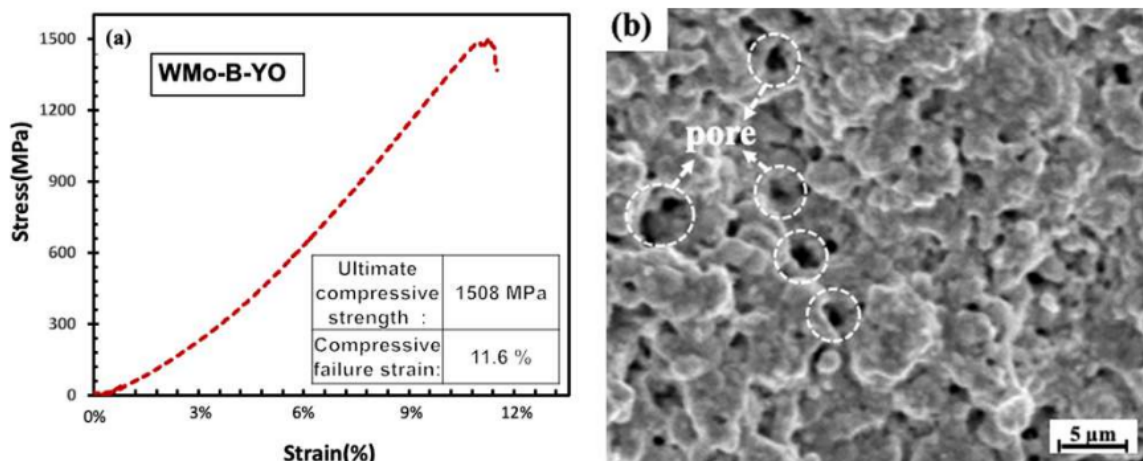 (a)
WMo-B-YO
Stress(MPa)
1500
1200
900
600
300
0
0%
3%
6%
9%
12%
Strain(%)
Ultimate
compressive
strength :
1508 MPa
Compressive
failure strain:
11.6 %
(b)
pore
5 μm